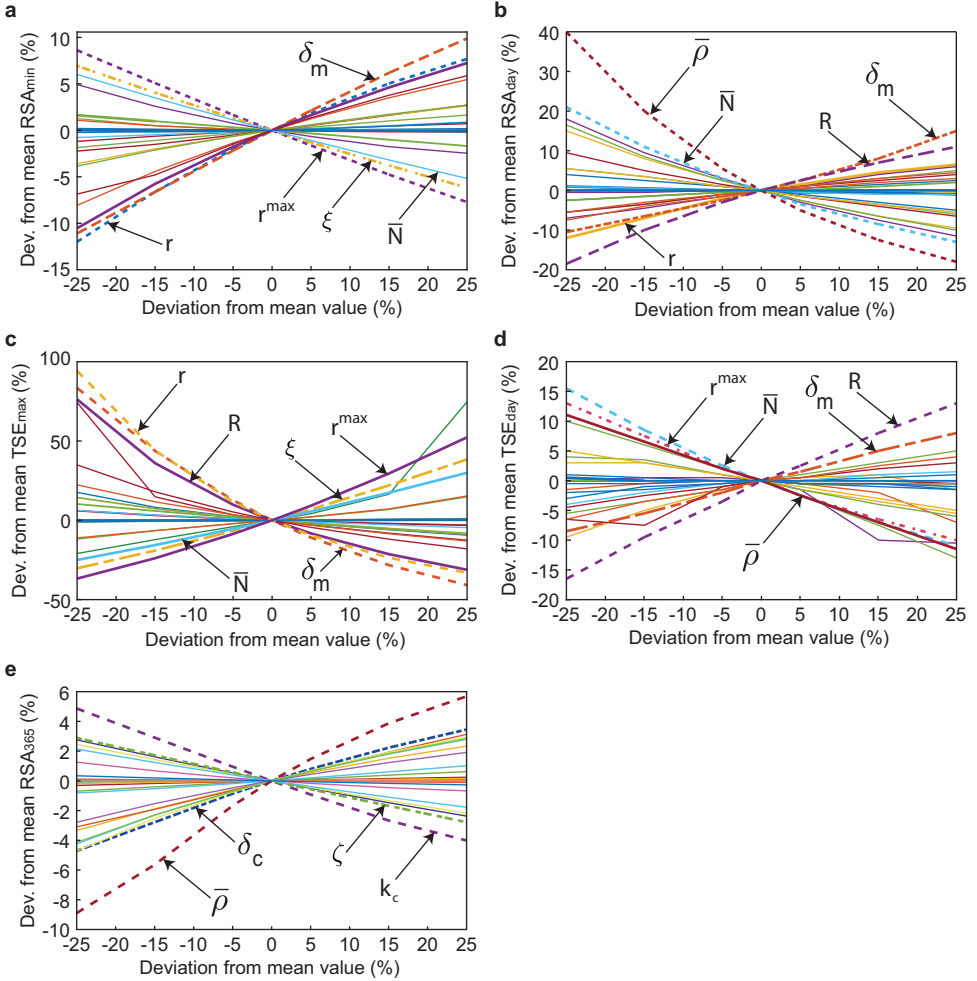 a
Dev. from mean RSAmin (%)
10
5
0
-5
-10
-15
δm
r
r^max
ξ
N̅
-25 -20 -15 -10 -5 0 5 10 15 20 25
Deviation from mean value (%)
b
Dev. from mean RSAday (%)
40
30
20
10
0
-10
-20
ρ̅
N̅
R
δm
r
-25 -20 -15 -10 -5 0 5 10 15 20 25
Deviation from mean value (%)
c
Dev. from mean TSEmax (%)
100
50
0
-50
r
R
r^max
ξ
N̅
δm
-25 -20 -15 -10 -5 0 5 10 15 20 25
Deviation from mean value (%)
d
Dev. from mean TSEday (%)
20
15
10
5
0
-5
-10
-15
-20
r^max
N̅
δm
R
ρ̅
-25 -20 -15 -10 -5 0 5 10 15 20 25
Deviation from mean value (%)
e
Dev. from mean RSA365 (%)
6
4
2
0
-2
-4
-6
-8
-10
ρ̅
δc
ζ
kc
-25 -20 -15 -10 -5 0 5 10 15 20 25
Deviation from mean value (%)